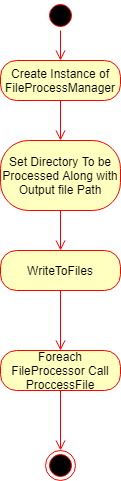 Create Instance of
FileProcessManager
Set Directory To be
Processed Along with
Output file Path
WriteToFiles
Foreach
FileProcessor Call
ProccessFile